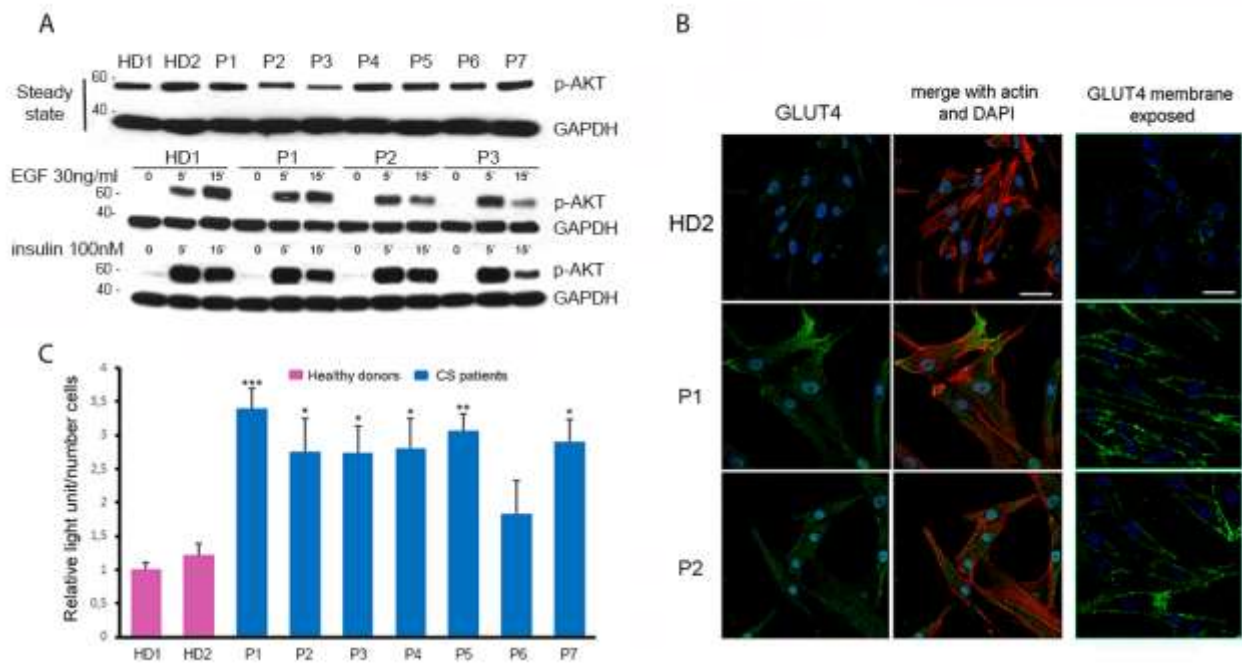 A
HD1 HD2 P1 P2 P3 P4 P5 P6 P7
Steady state
60 -
40 -
p-AKT
GAPDH
HD1 P1 P2 P3
EGF 30ng/ml
0 5' 15' 0 5' 15' 0 5' 15' 0 5' 15'
60 -
40 -
p-AKT
GAPDH
insulin 100nM
0 5' 15' 0 5' 15' 0 5' 15' 0 5' 15'
60 -
40 -
p-AKT
GAPDH
B
GLUT4
merge with actin
and DAPI
GLUT4 membrane
exposed
HD2
P1
P2
C
Relative light unit/number cells
4
3,5
3
2,5
2
1,5
1
0,5
0
Healthy donors CS patients
*** * * * ** *
HD1 HD2 P1 P2 P3 P4 P5 P6 P7